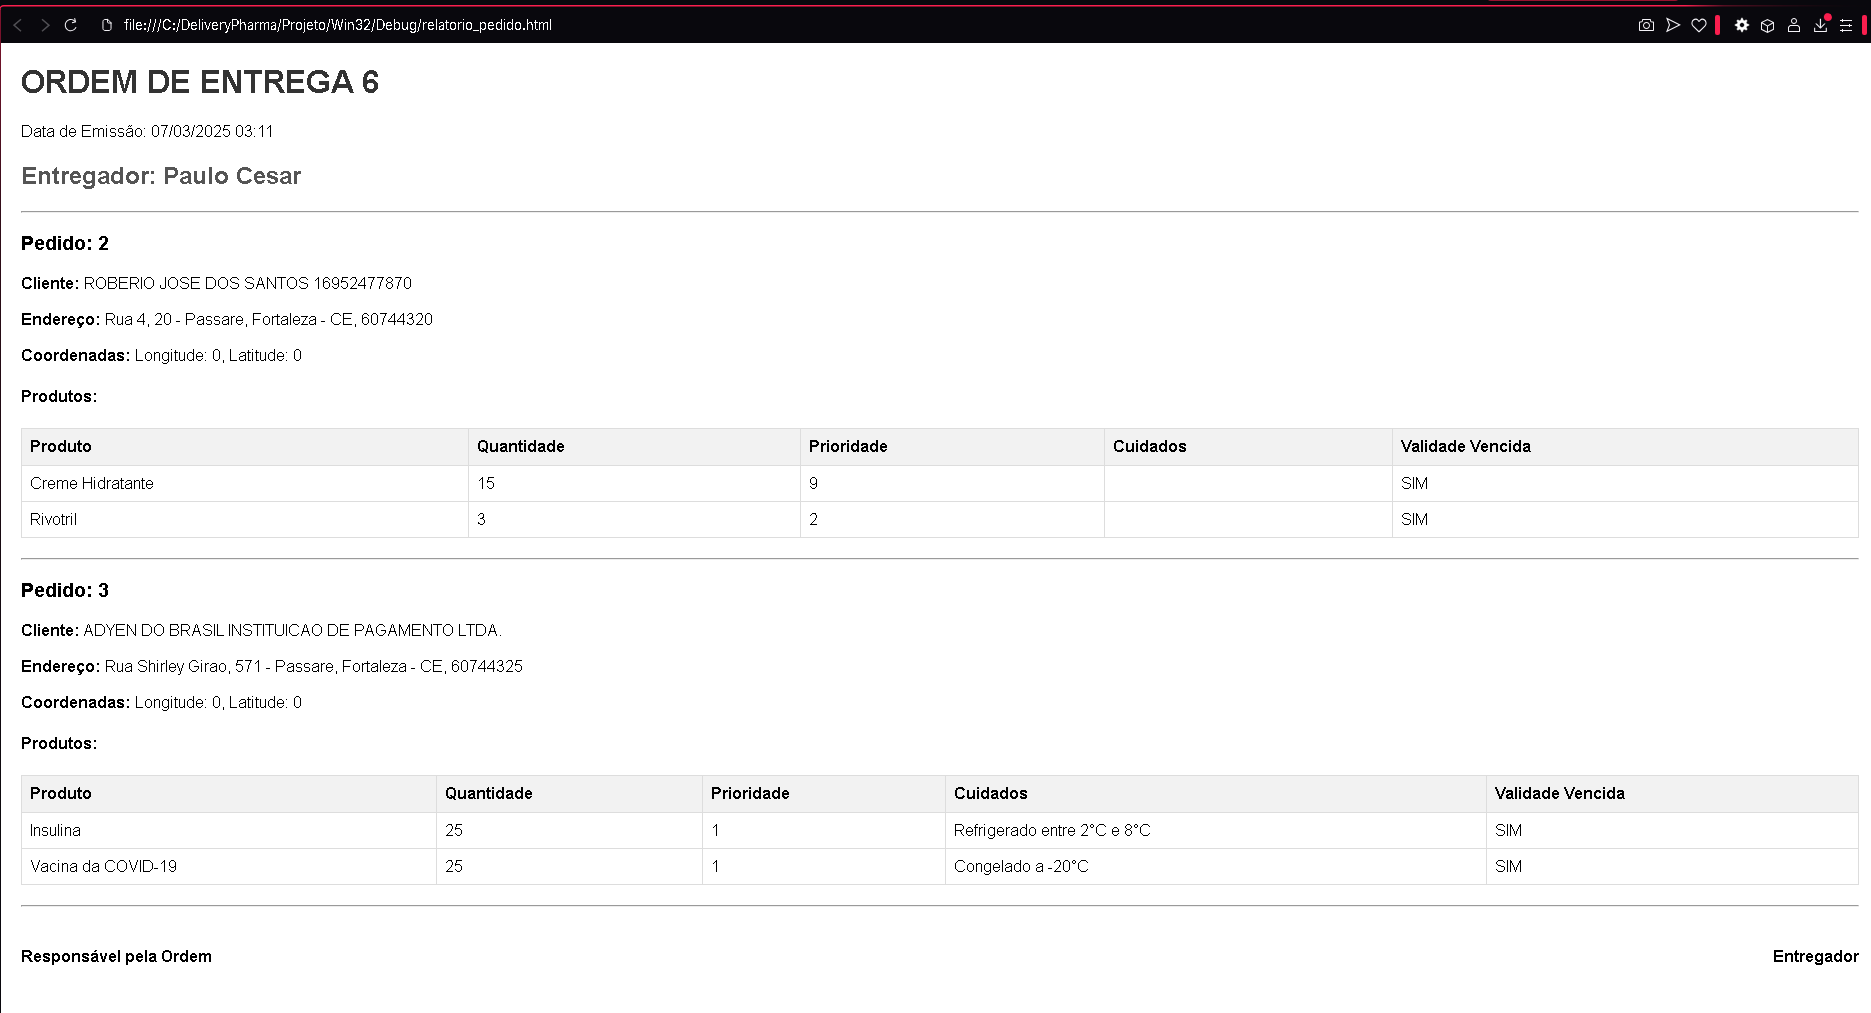 file:///C:/DeliveryPharma/Projeto/Win32/Debug/relatorio_pedido.html
ORDEM DE ENTREGA 6
Data de Emissão: 07/03/2025 03:11
Entregador: Paulo Cesar
Pedido: 2
Cliente: ROBERIO JOSE DOS SANTOS 16952477870
Endereço: Rua 4, 20 - Passare, Fortaleza - CE, 60744320
Coordenadas: Longitude: 0, Latitude: 0
Produtos:
Produto Quantidade Prioridade Cuidados Validade Vencida
Creme Hidratante 15 9 SIM
Rivotril 3 2 SIM
Pedido: 3
Cliente: ADYEN DO BRASIL INSTITUICAO DE PAGAMENTO LTDA.
Endereço: Rua Shirley Girao, 571 - Passare, Fortaleza - CE, 60744325
Coordenadas: Longitude: 0, Latitude: 0
Produtos:
Produto Quantidade Prioridade Cuidados Validade Vencida
Insulina 25 1 Refrigerado entre 2°C e 8°C SIM
Vacina da COVID-19 25 1 Congelado a -20°C SIM
Responsável pela Ordem Entregador